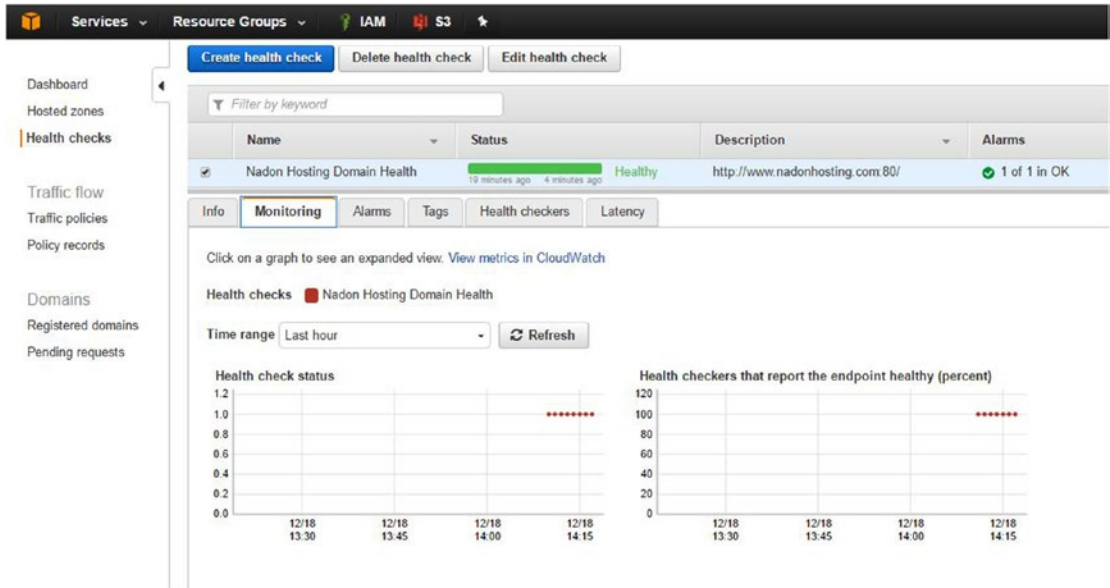 Services Resource Groups IAM S3
Create health check Delete health check Edit health check
Dashboard
Hosted zones
Health checks
Traffic flow
Traffic policies
Policy records
Domains
Registered domains
Pending requests
Filter by keyword
Name Status Description Alarms
Nadon Hosting Domain Health Healthy http://www.nadonhosting.com:80/ 1 of 1 in OK
19 minutes ago 4 minutes ago
Info Monitoring Alarms Tags Health checkers Latency
Click on a graph to see an expanded view. View metrics in CloudWatch
Health checks Nadon Hosting Domain Health
Time range Last hour Refresh
Health check status
1.2
1.0
0.8
0.6
0.4
0.2
0.0
12/18 12/18 12/18 12/18
13:30 13:45 14:00 14:15
Health checkers that report the endpoint healthy (percent)
120
100
80
60
40
20
0
12/18 12/18 12/18 12/18
13:30 13:45 14:00 14:15